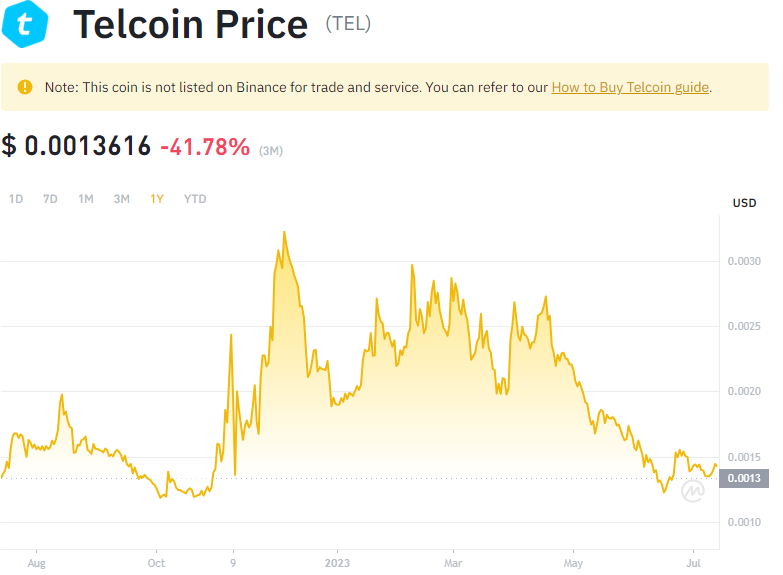 Telcoin Price (TEL)
Note: This coin is not listed on Binance for trade and service. You can refer to our How to Buy Telcoin guide.
$ 0.0013616 -41.78% (3M)
1D 7D 1M 3M 1Y YTD
USD
0.0030
0.0025
0.0020
0.0015
0.0013
0.0010
Aug Oct 9 2023 Mar May Jul